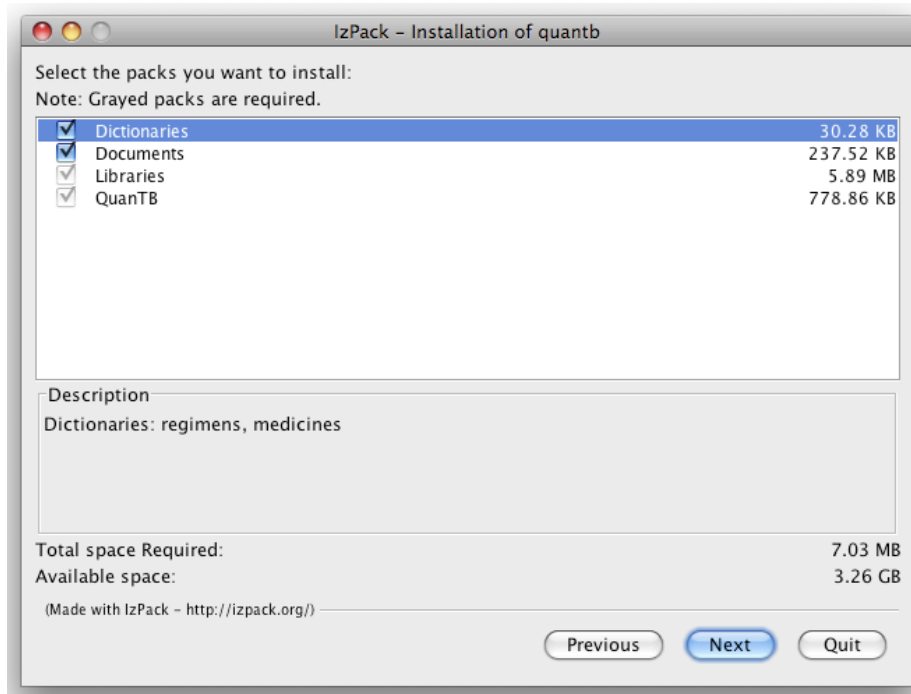 IzPack - Installation of quantb
Select the packs you want to install:
Note: Grayed packs are required.
Dictionaries 30.28 KB
Documents 237.52 KB
Libraries 5.89 MB
QuanTB 778.86 KB
Description
Dictionaries: regimens, medicines
Total space Required: 7.03 MB
Available space: 3.26 GB
(Made with IzPack - http://izpack.org/)
Previous Next Quit